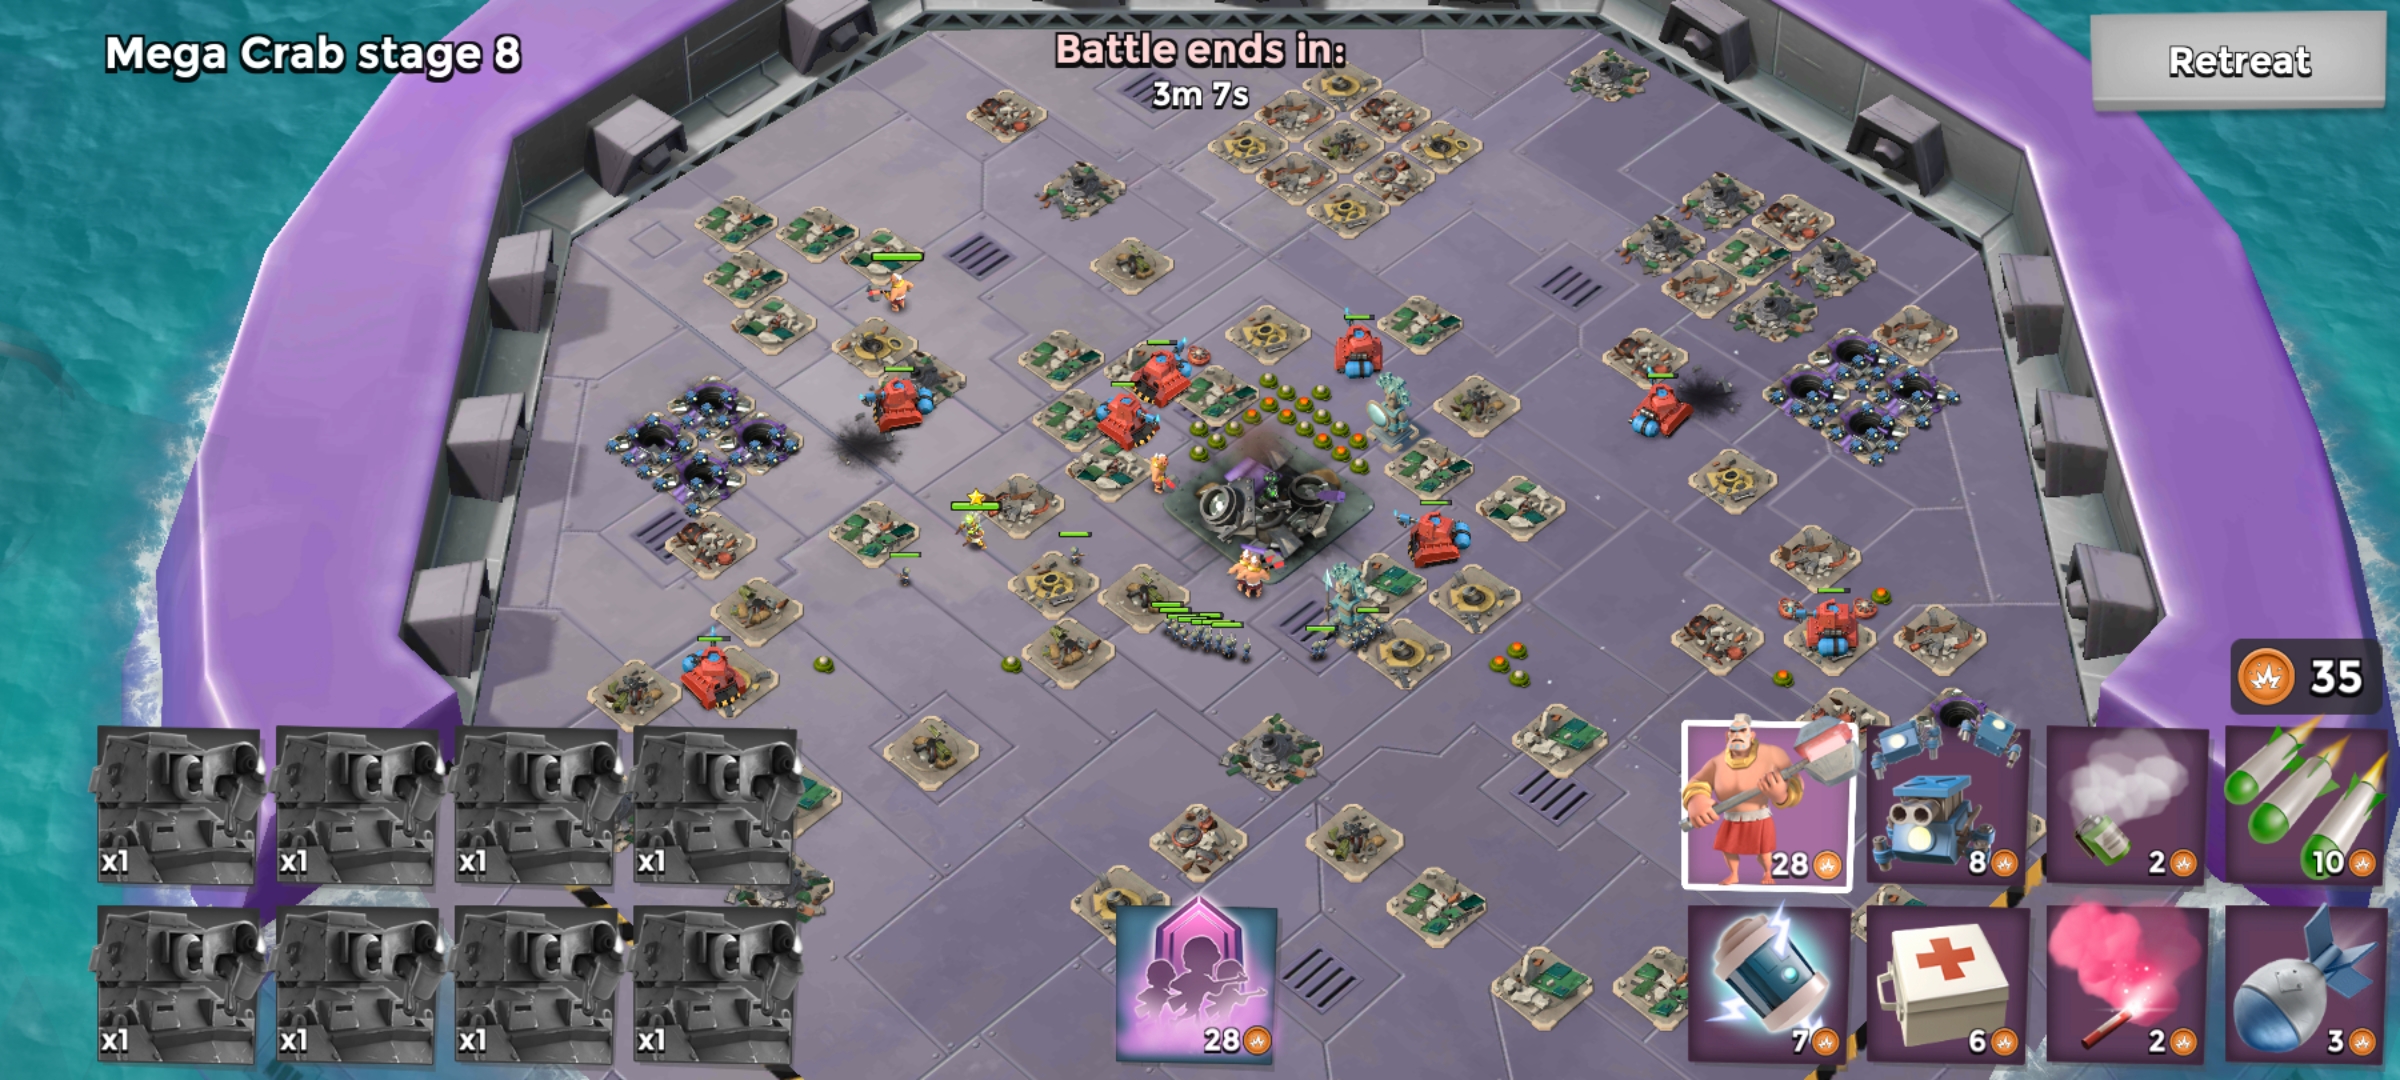 Mega Crab stage 8
Battle ends in:
3m 7s
Retreat
35
x1
x1
x1
x1
28
8
2
10
x1
x1
x1
x1
28
7
6
2
3